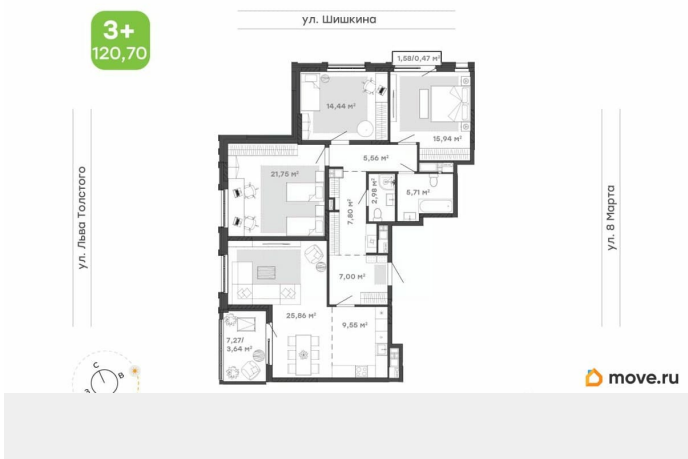 ул. Шишкина
3+
120,70
1,58/0,47 м²
14,44 м²
15,94 м²
5,56 м²
21,75 м²
2,98 м²
5,71 м²
7,80 м²
ул. Льва Толстого
ул. 8 Марта
7,00 м²
25,86 м²
9,55 м²
7,27/
3,64 м²
С
В
З
move.ru